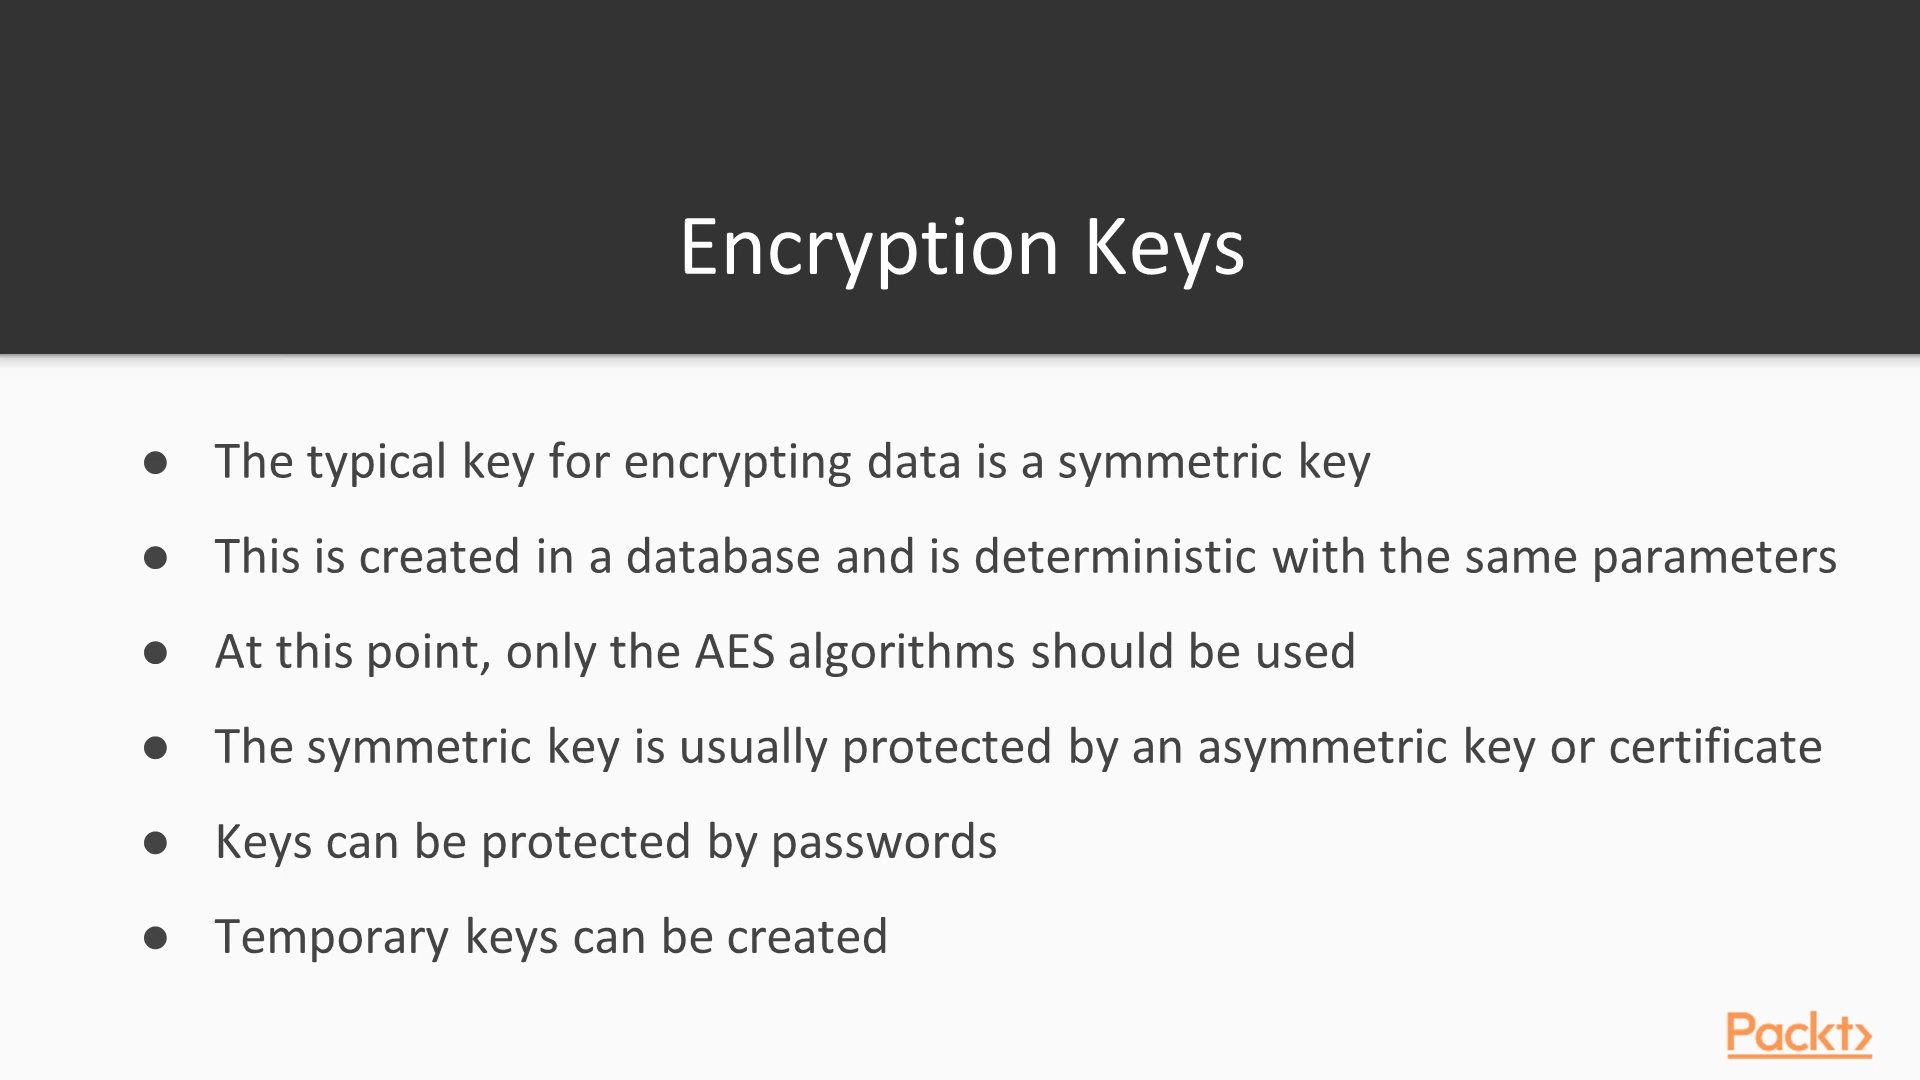 Encryption Keys
● The typical key for encrypting data is a symmetric key
● This is created in a database and is deterministic with the same parameters
● At this point, only the AES algorithms should be used
● The symmetric key is usually protected by an asymmetric key or certificate
● Keys can be protected by passwords
● Temporary keys can be created
Packt>